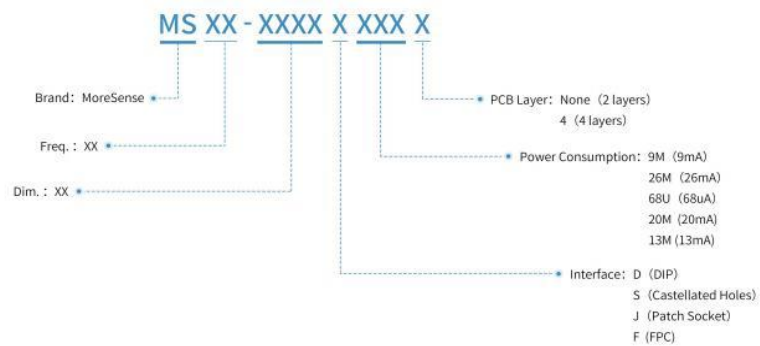 MS XX - XXXX X XXX X
Brand：MoreSense
Freq.：XX
Dim.：XX
PCB Layer：None（2 layers）
4（4 layers）
Power Consumption：9M（9mA）
26M（26mA）
68U（68uA）
20M (20mA)
13M (13mA)
Interface：D（DIP）
S（Castellated Holes）
J（Patch Socket）
F (FPC)